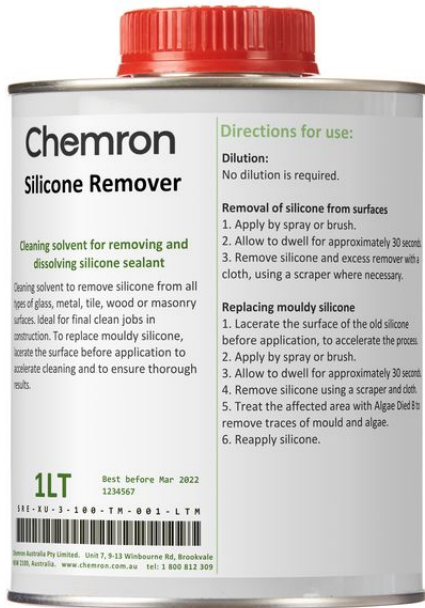 Chemron
Silicone Remover
Cleaning solvent for removing and
dissolving silicone sealant
Cleaning solvent to remove silicone from all
types of glass, metal, tile, wood or masonry
surfaces. Ideal for final clean jobs in
construction. To replace mouldy silicone,
lacerate the surface before application to
accelerate cleaning and to ensure thorough
results.
1LT
Best before Mar 2022
1234567
SRE-XU-3-100-TM-001-LTM
Chemron Australia Pty Limited. Unit 7, 9-13 Winbourne Rd, Brookvale
NSW 2100, Australia. www.chemron.com.au tel: 1 800 812 309
Directions for use:
Dilution:
No dilution is required.
Removal of silicone from surfaces
1. Apply by spray or brush.
2. Allow to dwell for approximately 30 seconds
3. Remove silicone and excess remover with a
cloth, using a scraper where necessary.
Replacing mouldy silicone
1. Lacerate the surface of the old silicone
before application, to accelerate the process.
2. Apply by spray or brush.
3. Allow to dwell for approximately 30 seconds
4. Remove silicone using a scraper and cloth.
5. Treat the affected area with Algae Died 8 to
remove traces of mould and algae.
6. Reapply silicone.